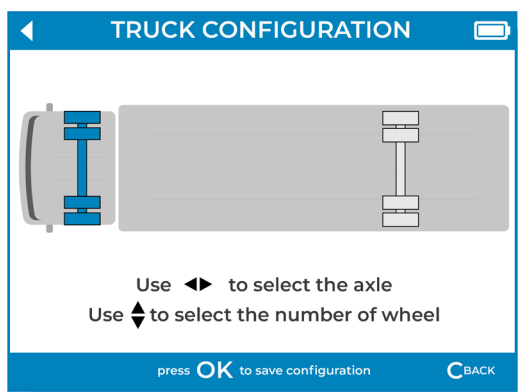 TRUCK CONFIGURATION
Use ◀▶ to select the axle
Use ▲▼ to select the number of wheel
press OK to save configuration
C BACK